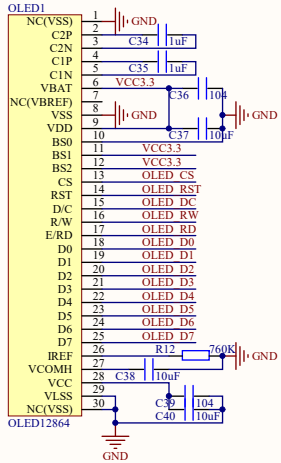 OLED1
NC(VSS) 1 GND
C2P 2
C2N 3 C34 1uF
C1P 4
C1N 5 C35 1uF
VBAT 6 VCC3.3
NC(VBREF) 7 C36 104
VSS 8 GND GND
VDD 9 C37 10uF
BS0 10
BS1 11 VCC3.3
BS2 12 VCC3.3
CS 13 OLED_CS
RST 14 OLED_RST
D/C 15 OLED_DC
R/W 16 OLED_RW
E/RD 17 OLED_RD
D0 18 OLED_D0
D1 19 OLED_D1
D2 20 OLED_D2
D3 21 OLED_D3
D4 22 OLED_D4
D5 23 OLED_D5
D6 24 OLED_D6
D7 25 OLED_D7
IREF 26 R12 760K GND
VCOMH 27 C38 10uF
VCC 28
VLSS 29 C39 104
NC(VSS) 30 C40 10uF
OLED12864
GND